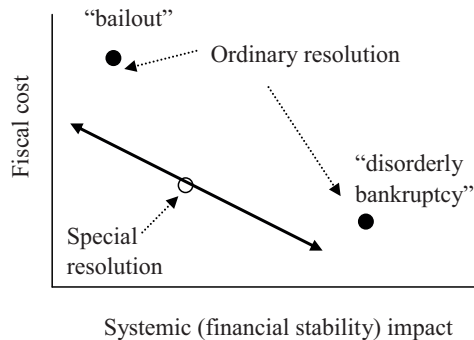 “bailout”
Ordinary resolution
Fiscal cost
“disorderly
bankruptcy”
Special
resolution
Systemic (financial stability) impact